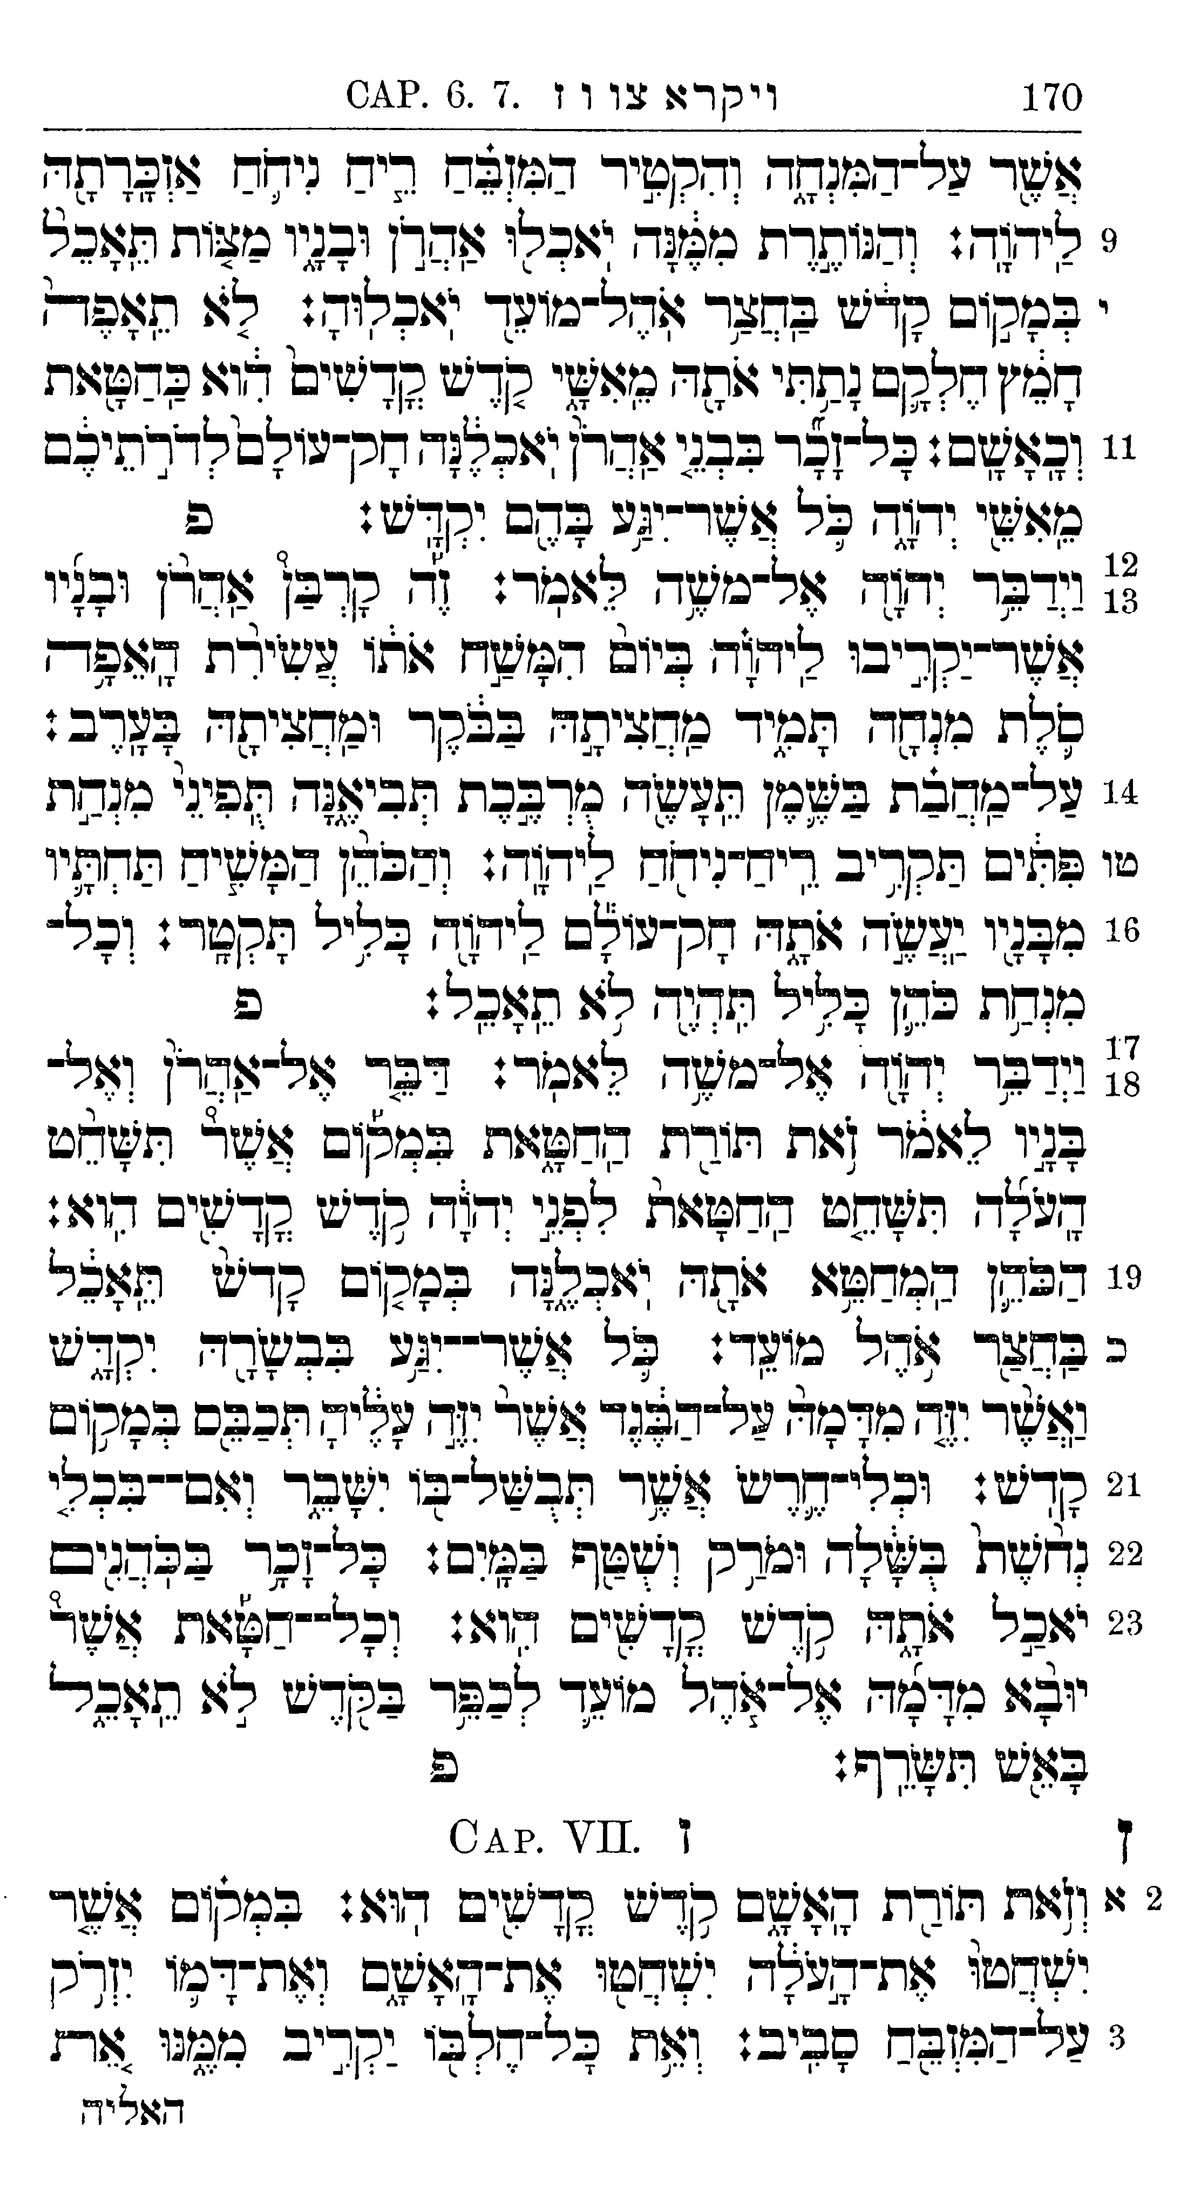 170 ויקרא צו ו ז CAP. 6. 7.
אֲשֶׁ֖ר עַל־הַמִּנְחָ֑ה וְהִקְטִ֣יר הַמִּזְבֵּ֗חַ רֵ֧יחַ נִיחֹ֛חַ אַזְכָּרָתָ֖הּ
9 לַֽיהוָֽה׃ וְהַנּוֹתֶ֣רֶת מִמֶּ֔נָּה יֹֽאכְל֖וּ אַֽהֲרֹ֣ן וּבָנָ֑יו מַצּ֤וֹת תֵּֽאָכֵל֙
י בְּמָק֣וֹם קָדֹ֔שׁ בַּֽחֲצַ֥ר אֹֽהֶל־מוֹעֵ֖ד יֹֽאכְלֽוּהָ׃ לֹ֤א תֵֽאָפֶה֙
חָמֵ֔ץ חֶלְקָ֛ם נָתַ֥תִּי אֹתָ֖הּ מֵֽאִשָּׁ֑י קֹ֤דֶשׁ קָֽדָשִׁים֙ הִ֔וא כַּֽחַטָּ֖את
11 וְכָֽאָשָֽׁם׃ כָּל־זָכָ֞ר בִּבְנֵ֤י אַֽהֲרֹן֙ יֹֽאכְלֶ֔נָּה חָק־עוֹלָם֙ לְדֹרֹ֣תֵיכֶ֔ם
מֵֽאִשֵּׁ֖י יְהוָֹ֑ה כֹּ֛ל אֲשֶׁר־יִגַּ֥ע בָּהֶ֖ם יִקְדָּֽשׁ׃ פ
12 13 וַיְדַבֵּ֥ר יְהוָֹ֖ה אֶל־משֶׁ֥ה לֵּאמֹֽר׃ זֶ֡ה קָרְבַּן֩ אַֽהֲרֹ֨ן וּבָנָ֜יו
אֲשֶׁר־יַקְרִ֣יבוּ לַֽיהוָֹ֗ה בְּיוֹם֙ הִמָּשַׁ֣ח אֹת֔וֹ עֲשִׂירִ֨ת הָֽאֵפָ֥ה
סֹ֛לֶת מִנְחָ֖ה תָּמִ֑יד מַֽחֲצִיתָ֣הּ בַּבֹּ֔קֶר וּמַֽחֲצִיתָ֖הּ בָּעָֽרֶב׃
14 עַֽל־מַֽחֲבַ֗ת בַּשֶּׁ֛מֶן תֵּֽעָשֶׂ֖ה מֻרְבֶּ֣כֶת תְּבִיאֶ֑נָּה תֻּֽפִינֵי֙ מִנְחַ֣ת
טו פִּתִּ֔ים תַּקְרִ֥יב רֵֽיחַ־נִיחֹ֖חַ לַֽיהוָֹֽה׃ וְהַכֹּהֵ֨ן הַמָּשִׁ֧יחַ תַּחְתָּ֛יו
16 מִבָּנָ֖יו יַֽעֲשֶׂ֣ה אֹתָ֑הּ חָק־עוֹלָ֕ם לַֽיהוָֹ֖ה כָּלִ֥יל תָּקְטָֽר׃ וְכָל־
מִנְחַ֥ת כֹּהֵ֛ן כָּלִ֥יל תִּֽהְיֶ֖ה לֹ֥א תֵֽאָכֵֽל׃ פ
17 18 וַיְדַבֵּ֥ר יְהוָֹ֖ה אֶל־משֶׁ֥ה לֵּאמֹֽר׃ דַּבֵּ֤ר אֶל־אַֽהֲרֹן֙ וְאֶל־
בָּנָ֣יו לֵאמֹ֔ר זֹ֥את תּוֹרַ֖ת הַֽחַטָּ֑את בִּמְק֡וֹם אֲשֶׁר֩ תִּשָּׁחֵ֨ט
הָֽעֹלָ֜ה תִּשָּׁחֵ֤ט הַֽחַטָּאת֙ לִפְנֵ֣י יְהוָֹ֔ה קֹ֥דֶשׁ קָֽדָשִׁ֖ים הִֽוא׃
19 הַכֹּהֵ֛ן הַֽמְחַטֵּ֥א אֹתָ֖הּ יֹֽאכְלֶ֑נָּה בְּמָק֤וֹם קָדֹשׁ֙ תֵּֽאָכֵ֔ל
כ בַּֽחֲצַ֖ר אֹ֥הֶל מוֹעֵֽד׃ כֹּ֛ל אֲשֶׁר־יִגַּ֥ע בִּבְשָׂרָ֖הּ יִקְדָּ֑שׁ
וַֽאֲשֶׁ֨ר יִזֶּ֤ה מִדָּמָהּ֙ עַל־הַבֶּ֔גֶד אֲשֶׁר֙ יִזֶּ֣ה עָלֶ֔יהָ תְּכַבֵּ֖ס בְּמָק֥וֹם
21 קָדֹֽשׁ׃ וּכְלִי־חֶ֛רֶשׂ אֲשֶׁ֥ר תְּבֻשַּׁל־בּ֖וֹ יִשָּׁבֵ֑ר וְאִם־בִּכְלִ֤י
22 נְחֹ֨שֶׁת֙ בֻּשָּׁ֔לָה וּמֹרַ֥ק וְשֻׁטַּ֖ף בַּמָּֽיִם׃ כָּל־זָכָ֥ר בַּכֹּֽהֲנִ֖ים
23 יֹאכַ֣ל אֹתָ֑הּ קֹ֥דֶשׁ קָֽדָשִׁ֖ים הִֽוא׃ וְכָל־חַטָּ֡את אֲשֶׁר֩
יוּבָ֨א מִדָּמָ֜הּ אֶל־אֹ֧הֶל מוֹעֵ֛ד לְכַפֵּ֥ר בַּקֹּ֖דֶשׁ לֹ֣א תֵֽאָכֵ֑ל
בָּאֵ֖שׁ תִּשָּׂרֵֽף׃ פ
ז CAP. VII. ז
א 2 וְזֹ֥את תּוֹרַ֖ת הָֽאָשָׁ֑ם קֹ֥דֶשׁ קָֽדָשִׁ֖ים הֽוּא׃ בִּמְק֗וֹם אֲשֶׁ֤ר
יִשְׁחֲטוּ֙ אֶת־הָ֣עֹלָ֔ה יִשְׁחֲט֖וּ אֶת־הָֽאָשָׁ֑ם וְאֶת־דָּמ֛וֹ יִזְרֹ֥ק
3 עַל־הַמִּזְבֵּ֖חַ סָבִֽיב׃ וְאֵ֥ת כָּל־חֶלְבּ֖וֹ יַקְרִ֣יב מִמֶּ֑נּוּ אֵ֚ת
האליה